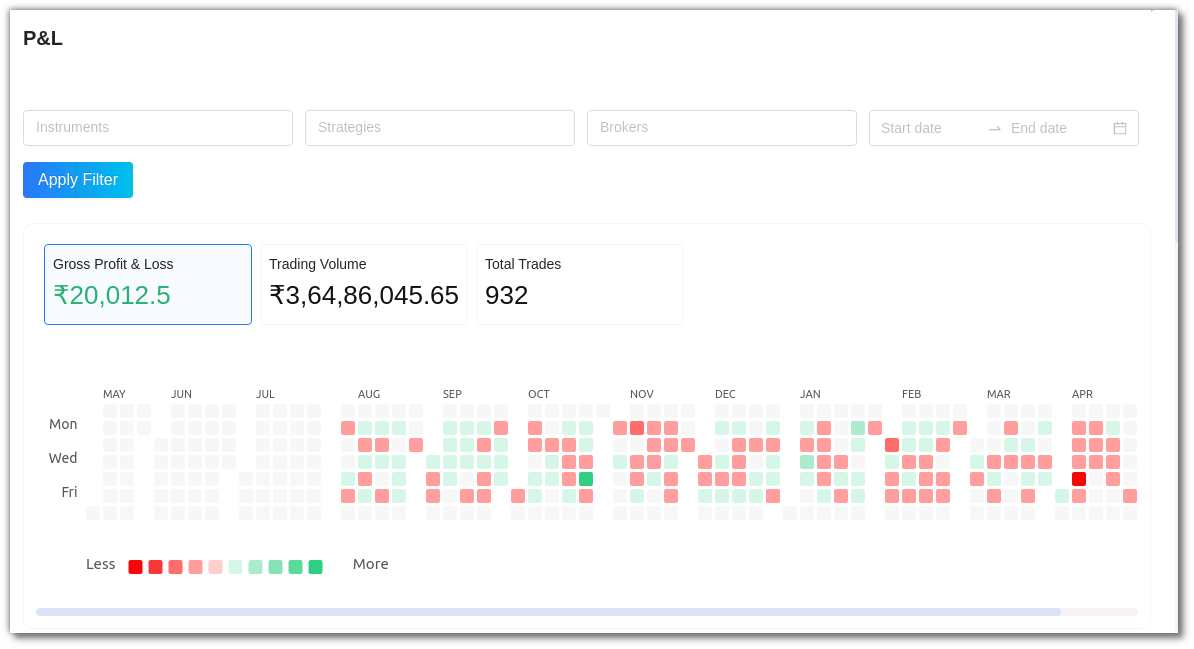 P&L
Instruments Strategies Brokers Start date → End date
Apply Filter
Gross Profit & Loss Trading Volume Total Trades
₹20,012.5 ₹3,64,86,045.65 932
MAY JUN JUL AUG SEP OCT NOV DEC JAN FEB MAR APR
Mon
Wed
Fri
Less More